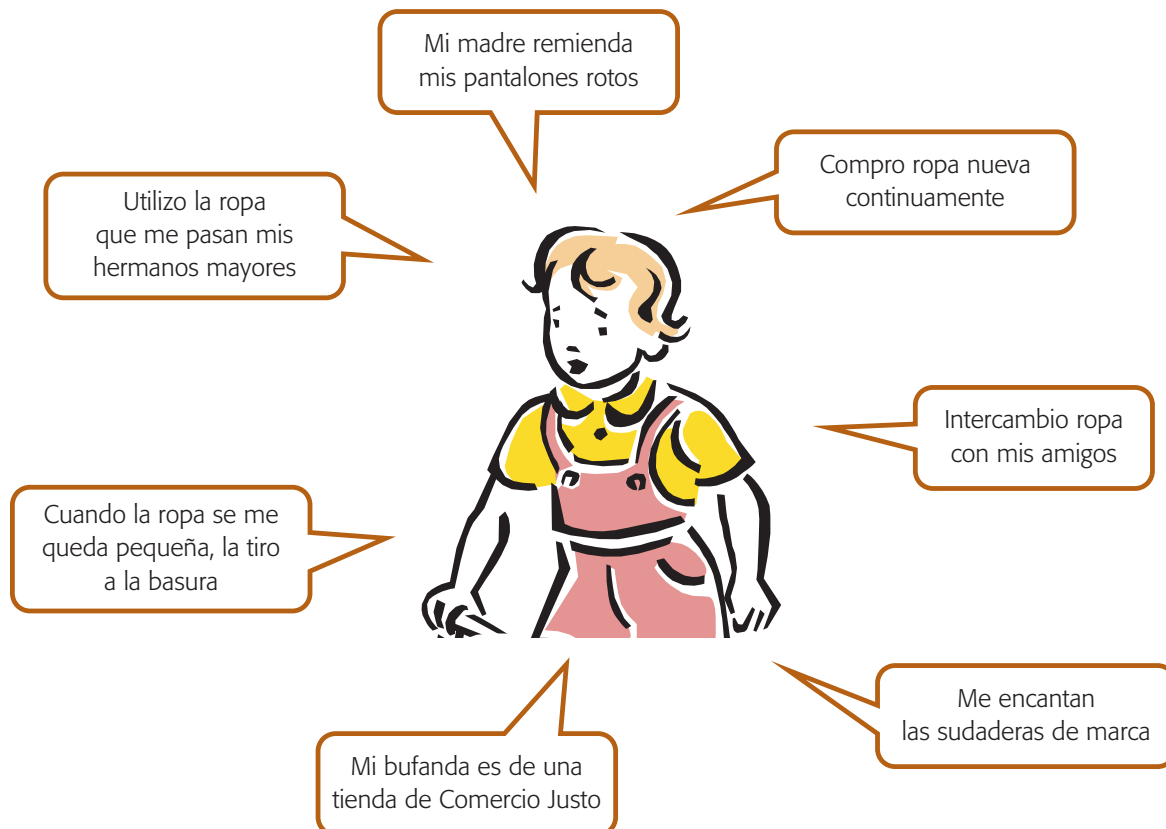 Mi madre remienda
mis pantalones rotos
Compro ropa nueva
continuamente
Utilizo la ropa
que me pasan mis
hermanos mayores
Intercambio ropa
con mis amigos
Cuando la ropa se me
queda pequeña, la tiro
a la basura
Me encantan
las sudaderas de marca
Mi bufanda es de una
tienda de Comercio Justo